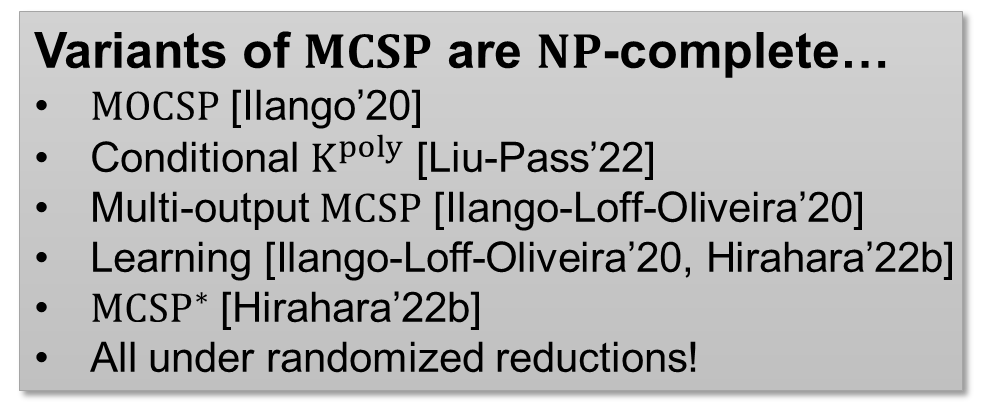 Variants of MCSP are NP-complete…
• MOCSP [Ilango’20]
• Conditional K^poly [Liu-Pass’22]
• Multi-output MCSP [Ilango-Loff-Oliveira’20]
• Learning [Ilango-Loff-Oliveira’20, Hirahara’22b]
• MCSP* [Hirahara’22b]
• All under randomized reductions!